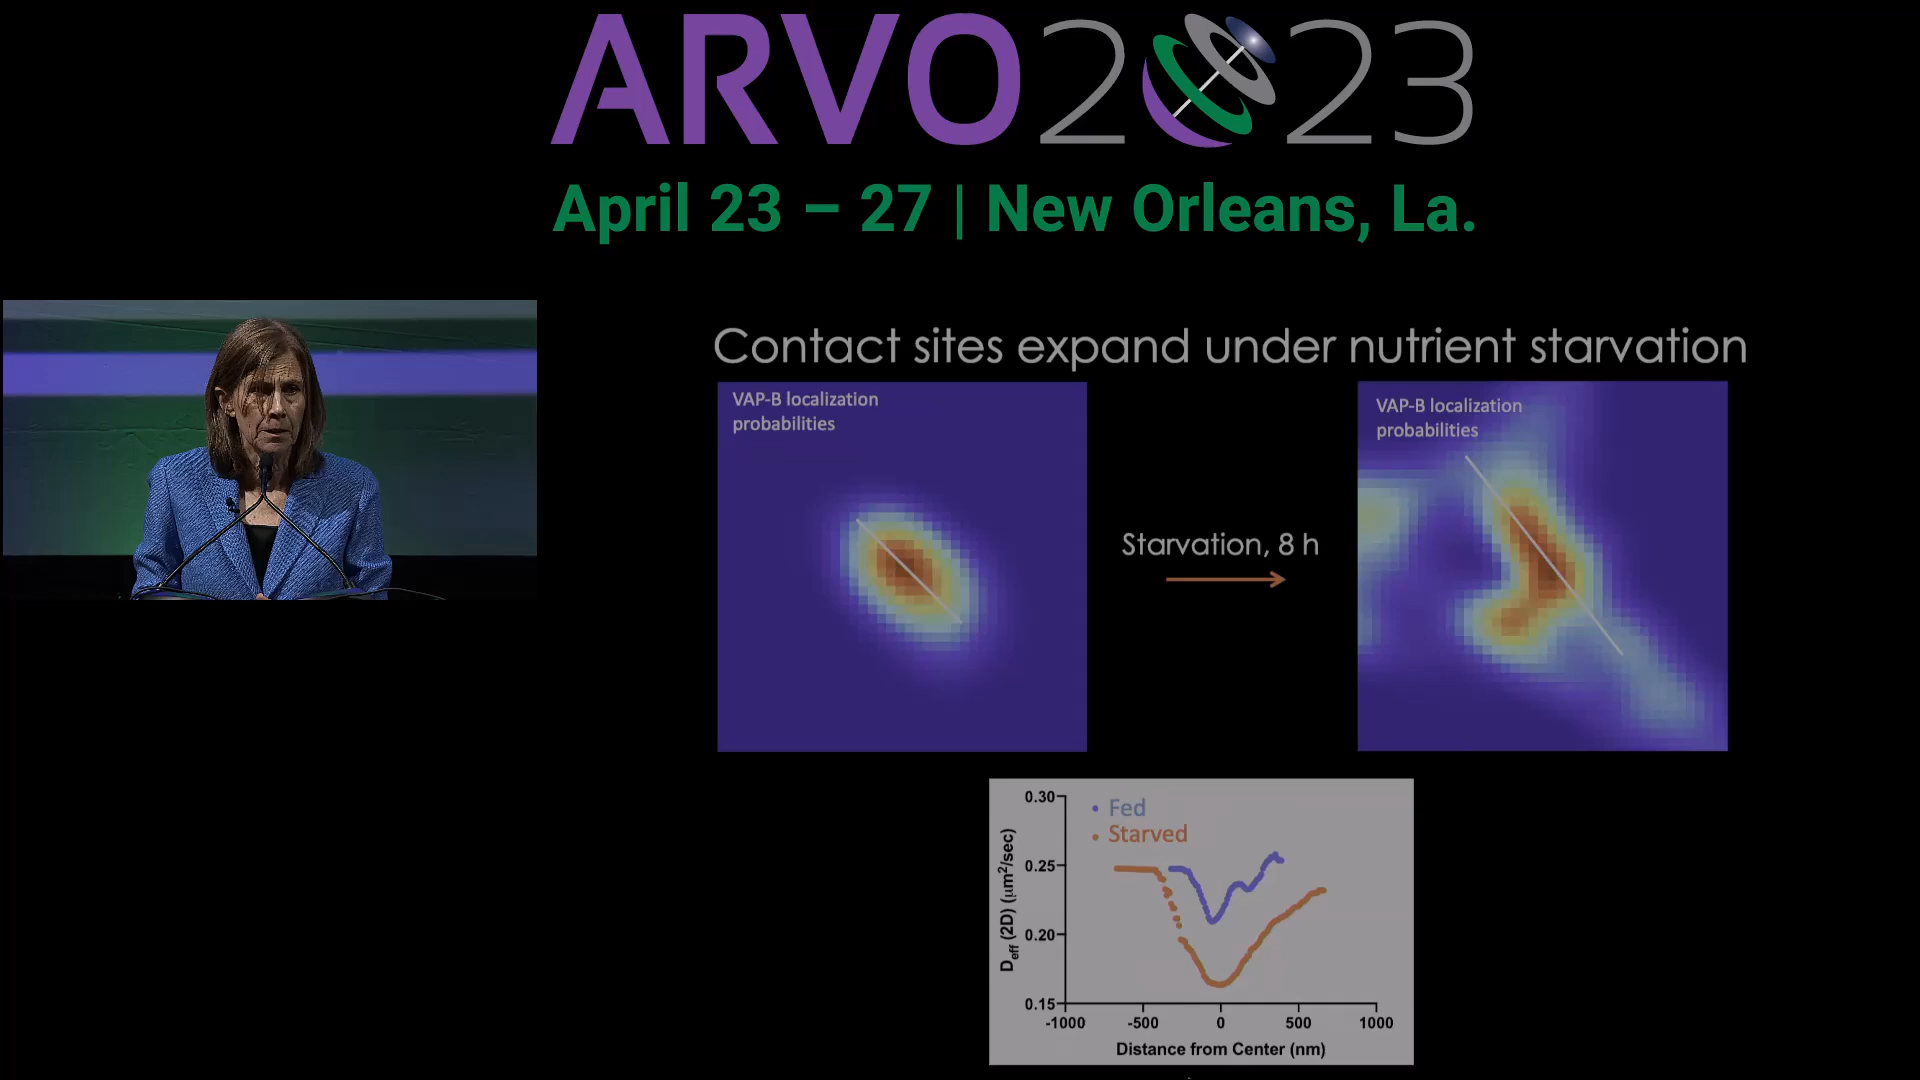 ARVO 2023
April 23 – 27 | New Orleans, La.
Contact sites expand under nutrient starvation
VAP-B localization
probabilities
Starvation, 8 h
VAP-B localization
probabilities
Fed
Starved
0.30
0.25
0.20
0.15
Deff (2D) (μm²/sec)
-1000 -500 0 500 1000
Distance from Center (nm)